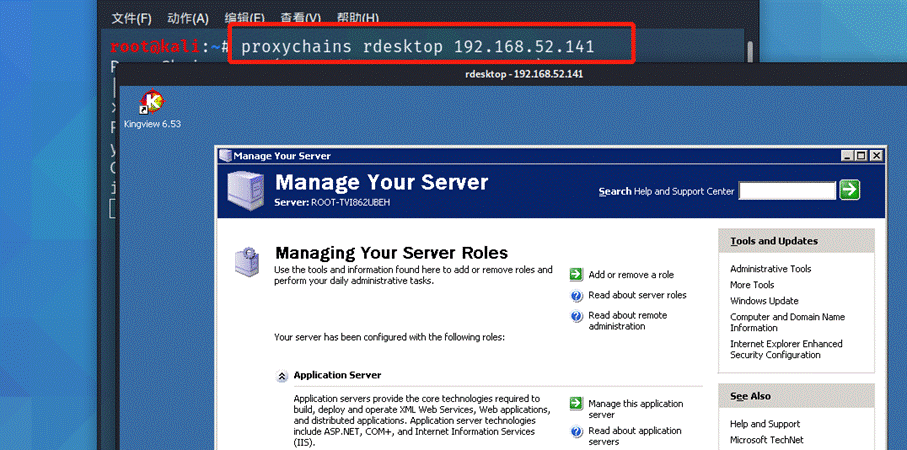 文件(F) 动作(A) 编辑(E) 查看(V) 帮助(H)
root@kali:~# proxychains rdesktop 192.168.52.141
rdesktop - 192.168.52.141
Kingview 6.53
Manage Your Server
Manage Your Server
Server: ROOT-TVI862UBEH
Search Help and Support Center
Managing Your Server Roles
Use the tools and information found here to add or remove roles and
perform your daily administrative tasks.
Add or remove a role
Read about server roles
Read about remote
administration
Your server has been configured with the following roles:
Application Server
Application servers provide the core technologies required to
build, deploy and operate XML Web Services, Web applications,
and distributed applications. Application server technologies
include ASP.NET, COM+, and Internet Information Services
(IIS).
Manage this application
server
Read about application
servers
Tools and Updates
Administrative Tools
More Tools
Windows Update
Computer and Domain Name
Information
Internet Explorer Enhanced
Security Configuration
See Also
Help and Support
Microsoft TechNet